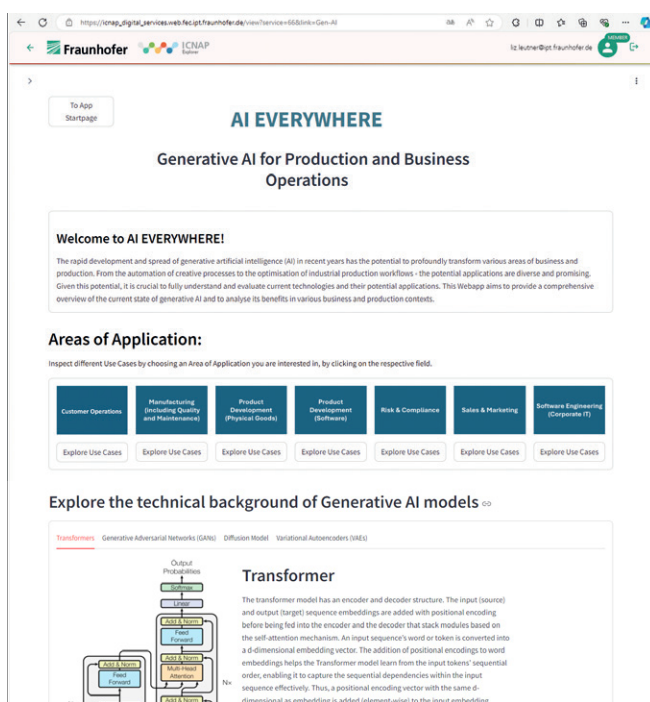 https://icnap_digital_services.web.fec.ipt.fraunhofer.de/view?service=66&link=Gen-AI
Fraunhofer ICNAP
Explorer
liz.leutner@ipt.fraunhofer.de
MEMBER
To App
Startpage
AI EVERYWHERE
Generative AI for Production and Business
Operations
Welcome to AI EVERYWHERE!
The rapid development and spread of generative artificial intelligence (AI) in recent years has the potential to profoundly transform various areas of business and
production. From the automation of creative processes to the optimisation of industrial production workflows - the potential applications are diverse and promising.
Given this potential, it is crucial to fully understand and evaluate current technologies and their potential applications. This Webapp aims to provide a comprehensive
overview of the current state of generative AI and to analyse its benefits in various business and production contexts.
Areas of Application:
Inspect different Use Cases by choosing an Area of Application you are interested in, by clicking on the respective field.
Customer Operations
Manufacturing
(Including Quality
and Maintenance)
Product
Development
(Physical Goods)
Product
Development
(Software)
Risk & Compliance
Sales & Marketing
Software Engineering
(Corporate IT)
Explore Use Cases
Explore Use Cases
Explore Use Cases
Explore Use Cases
Explore Use Cases
Explore Use Cases
Explore Use Cases
Explore the technical background of Generative AI models
Transformers Generative Adversarial Networks (GANs) Diffusion Model Variational Autoencoders (VAEs)
Output
Probabilities
Softmax
Linear
Add & Norm
Feed
Forward
Add & Norm
Multi-Head
Attention
Add & Norm
Feed
Forward
N×
Add & Norm
Transformer
The transformer model has an encoder and decoder structure. The input (source)
and output (target) sequence embeddings are added with positional encoding
before being fed into the encoder and the decoder that stack modules based on
the self-attention mechanism. An input sequence's word or token is converted into
a d-dimensional embedding vector. The addition of positional encodings to word
embeddings helps the Transformer model learn from the input tokens' sequential
order, enabling it to capture the sequential dependencies within the input
sequence effectively. Thus, a positional encoding vector with the same d-
dimensional as embedding is added (element-wise) to the input embedding